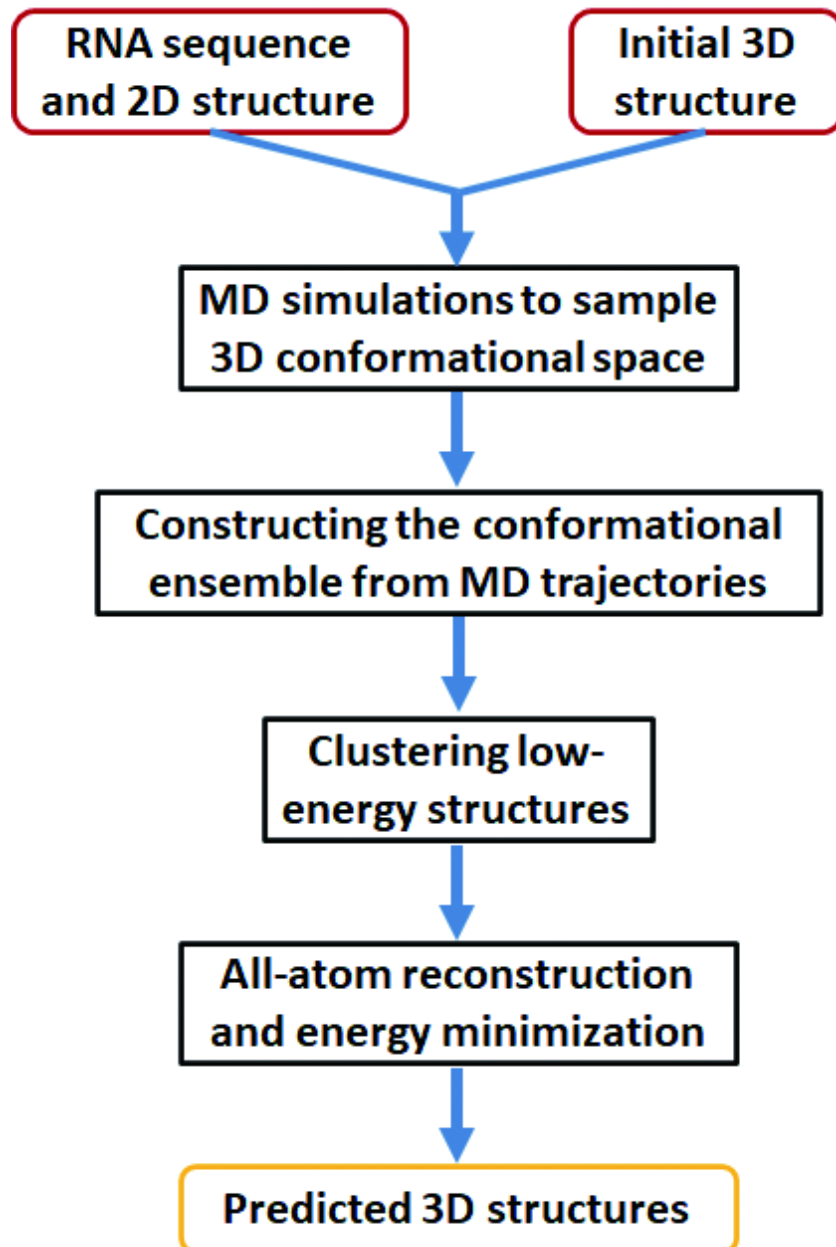 RNA sequence
and 2D structure
Initial 3D
structure
MD simulations to sample
3D conformational space
Constructing the conformational
ensemble from MD trajectories
Clustering low-
energy structures
All-atom reconstruction
and energy minimization
Predicted 3D structures